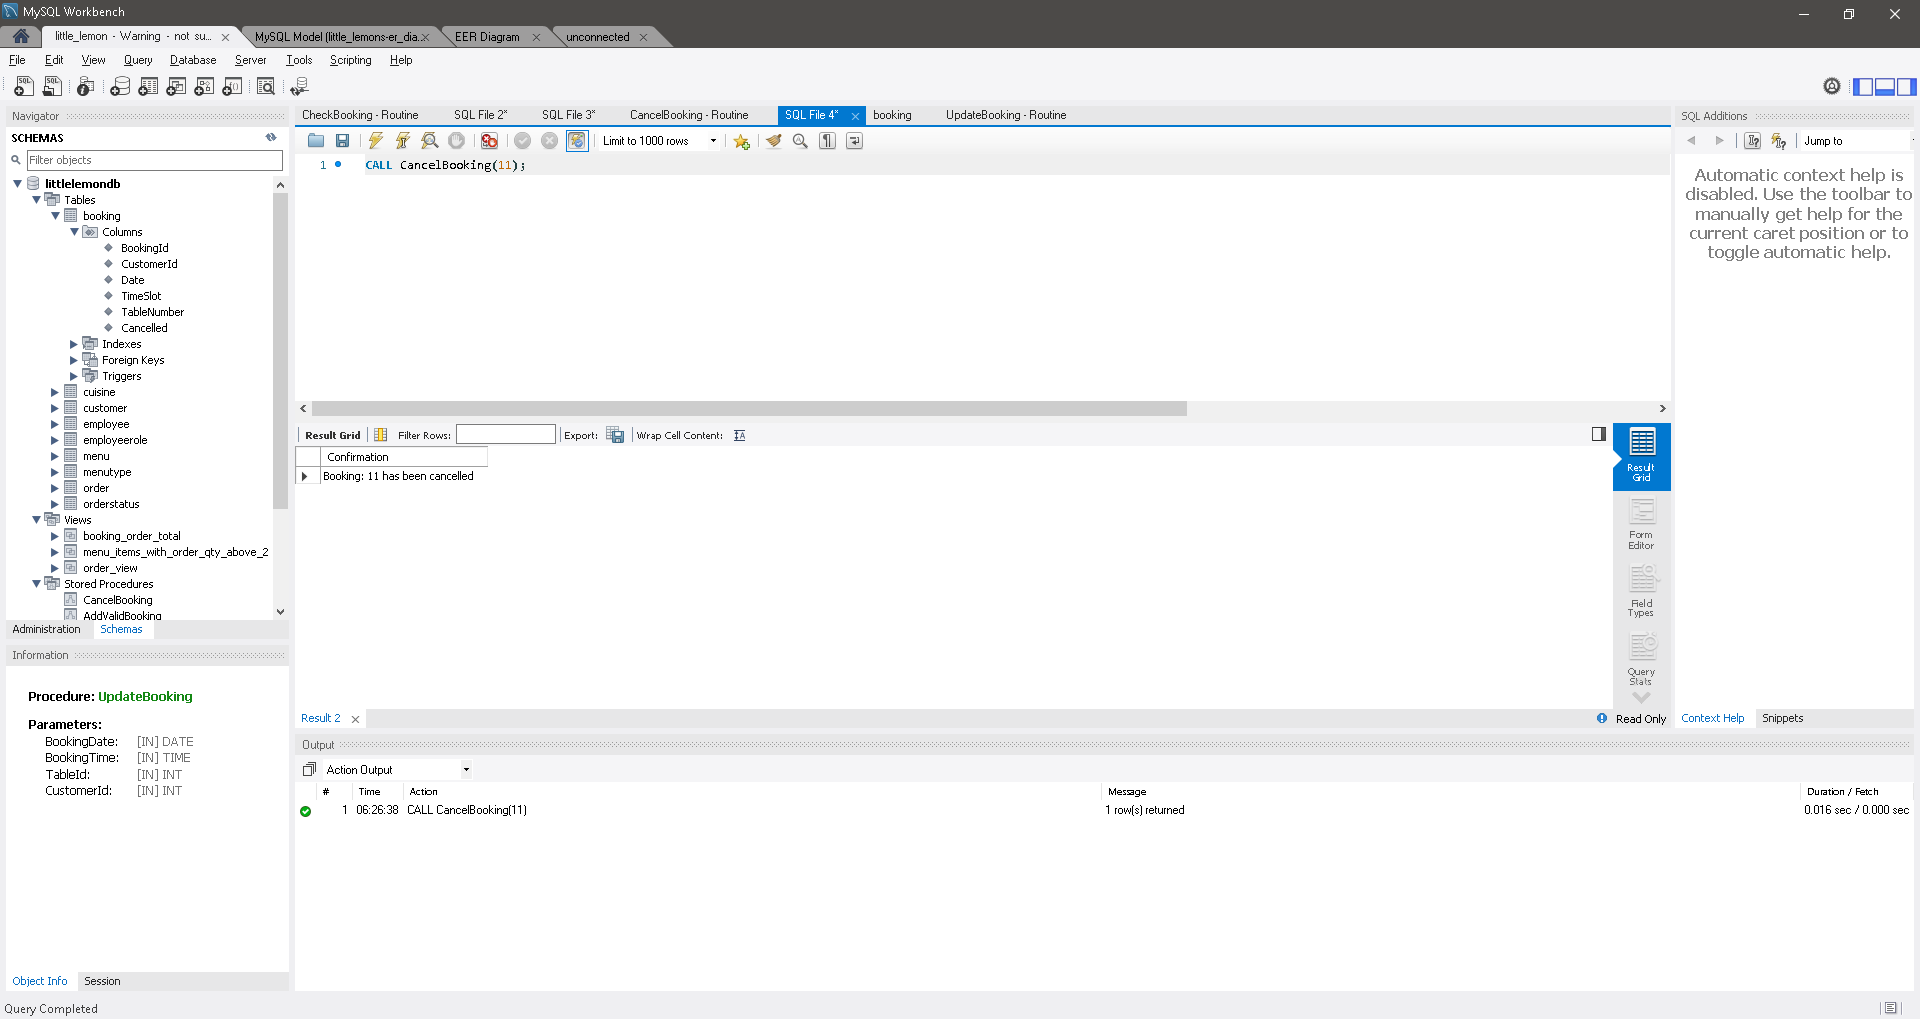 MySQL Workbench
little_lemon - Warning - not su...
MySQL Model (little_lemons-er_dia...
EER Diagram
unconnected
File Edit View Query Database Server Tools Scripting Help
Navigator
SCHEMAS
Filter objects
littlelemondb
Tables
booking
Columns
BookingId
CustomerId
Date
TimeSlot
TableNumber
Cancelled
Indexes
Foreign Keys
Triggers
cuisine
customer
employee
employeerole
menu
menutype
order
orderstatus
Views
booking_order_total
menu_items_with_order_qty_above_2
order_view
Stored Procedures
CancelBooking
AddValidBooking
Administration Schemas
Information
Procedure: UpdateBooking
Parameters:
BookingDate: [IN] DATE
BookingTime: [IN] TIME
TableId: [IN] INT
CustomerId: [IN] INT
Object Info Session
Query Completed
CheckBooking - Routine SQL File 2* SQL File 3* CancelBooking - Routine SQL File 4* booking UpdateBooking - Routine
Limit to 1000 rows
1 CALL CancelBooking(11);
Result Grid Filter Rows: Export: Wrap Cell Content:
Confirmation
Booking: 11 has been cancelled
Result Grid
Form Editor
Field Types
Query Stats
Result 2
Read Only
Output
Action Output
# Time Action Message Duration / Fetch
1 06:26:38 CALL CancelBooking(11) 1 row(s) returned 0.016 sec / 0.000 sec
SQL Additions
Jump to
Automatic context help is
disabled. Use the toolbar to
manually get help for the
current caret position or to
toggle automatic help.
Context Help Snippets